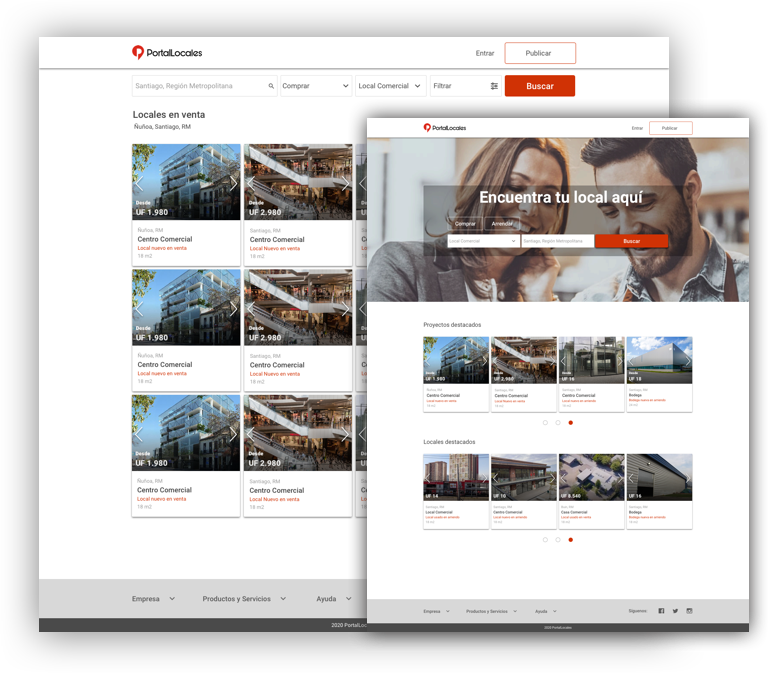 PortalLocales
Entrar
Publicar
Santiago, Región Metropolitana
Comprar
Local Comercial
Filtrar
Buscar
Locales en venta
Ñuñoa, Santiago, RM
Desde
UF 1.980
Ñuñoa, RM
Centro Comercial
Local nuevo en venta
18 m2
Desde
UF 2.980
Santiago, RM
Centro Comercial
Local Nuevo en venta
18 m2
Desde
UF 1.980
Ñuñoa, RM
Centro Comercial
Local nuevo en venta
18 m2
Desde
UF 2.980
Santiago, RM
Centro Comercial
Local Nuevo en venta
18 m2
Desde
UF 1.980
Ñuñoa, RM
Centro Comercial
Local nuevo en venta
18 m2
Desde
UF 2.980
Santiago, RM
Centro Comercial
Local Nuevo en venta
18 m2
Empresa
Productos y Servicios
Ayuda
2020 PortalLoc
PortalLocales
Entrar
Publicar
Encuentra tu local aquí
Comprar
Arrendar
Local Comercial
Santiago Región Metropolitana
Buscar
Proyectos destacados
Desde
UF 1.980
Ñuñoa, RM
Centro Comercial
Local nuevo en venta
18 m2
Desde
UF 2.980
Santiago, RM
Centro Comercial
Local Nuevo en venta
18 m2
Desde
UF 16
Santiago, RM
Centro Comercial
Local nuevo en arriendo
18 m2
Desde
UF 18
Santiago, RM
Bodega
Bodega nueva en arriendo
18 m2
Locales destacados
UF 14
Santiago, RM
Local Comercial
Local usado en arriendo
18 m2
UF 10
Santiago, RM
Centro Comercial
Local nuevo en arriendo
18 m2
UF 8.540
Casa Comercial
Local usado en venta
18 m2
UF 16
Santiago, RM
Bodega
Bodega usada en arriendo
18 m2
Empresa
Productos y Servicios
Ayuda
Síguenos:
2020 PortalLocales